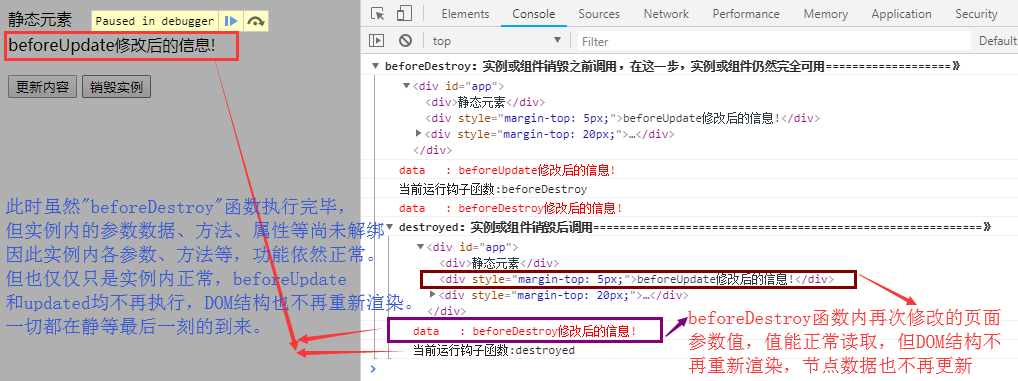 静态元素
Paused in debugger
beforeUpdate修改后的信息!
更新内容 销毁实例
此时虽然"beforeDestroy"函数执行完毕,
但实例内的参数数据、方法、属性等尚未解绑
因此实例内各参数、方法等,功能依然正常。
但也仅仅只是实例内正常,beforeUpdate
和updated均不再执行,DOM结构也不再重新渲染。
一切都在静等最后一刻的到来。
Elements Console Sources Network Performance Memory Application Security
top Filter Default
beforeDestroy: 实例或组件销毁之前调用,在这一步,实例或组件仍然完全可用===================》
<div id="app">
<div>静态元素</div>
<div style="margin-top: 5px;">beforeUpdate修改后的信息!</div>
<div style="margin-top: 20px;">…</div>
</div>
data : beforeUpdate修改后的信息!
当前运行钩子函数:beforeDestroy
data : beforeDestroy修改后的信息!
destroyed: 实例或组件销毁后调用===========================================================》
<div id="app">
<div>静态元素</div>
<div style="margin-top: 5px;">beforeUpdate修改后的信息!</div>
<div style="margin-top: 20px;">…</div>
</div>
data : beforeDestroy修改后的信息!
当前运行钩子函数:destroyed
beforeDestroy函数内再次修改的页面
参数值,值能正常读取,但DOM结构不
再重新渲染,节点数据也不再更新